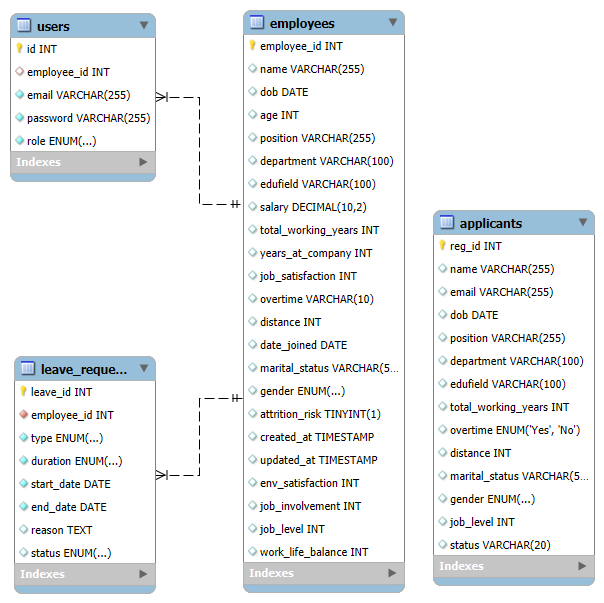 users
id INT
employee_id INT
email VARCHAR(255)
password VARCHAR(255)
role ENUM(...)
Indexes
employees
employee_id INT
name VARCHAR(255)
dob DATE
age INT
position VARCHAR(255)
department VARCHAR(100)
edufield VARCHAR(100)
salary DECIMAL(10,2)
total_working_years INT
years_at_company INT
job_satisfaction INT
overtime VARCHAR(10)
distance INT
date_joined DATE
marital_status VARCHAR(5...
gender ENUM(...)
attrition_risk TINYINT(1)
created_at TIMESTAMP
updated_at TIMESTAMP
env_satisfaction INT
job_involvement INT
job_level INT
work_life_balance INT
Indexes
leave_reque...
leave_id INT
employee_id INT
type ENUM(...)
duration ENUM(...)
start_date DATE
end_date DATE
reason TEXT
status ENUM(...)
Indexes
applicants
reg_id INT
name VARCHAR(255)
email VARCHAR(255)
dob DATE
position VARCHAR(255)
department VARCHAR(100)
edufield VARCHAR(100)
total_working_years INT
overtime ENUM('Yes', 'No')
distance INT
marital_status VARCHAR(5...
gender ENUM(...)
job_level INT
status VARCHAR(20)
Indexes